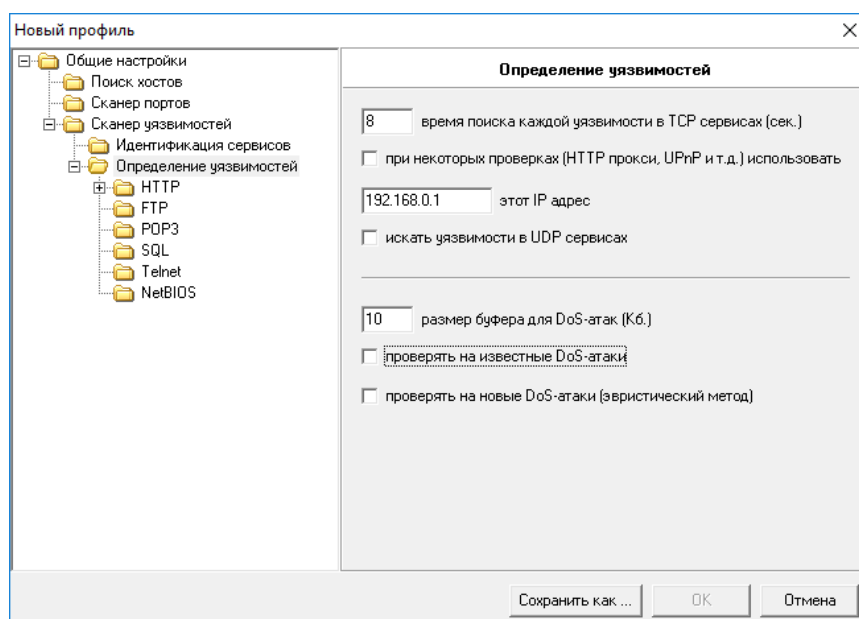 Новый профиль
Общие настройки
Поиск хостов
Сканер портов
Сканер уязвимостей
Идентификация сервисов
Определение уязвимостей
HTTP
FTP
POP3
SQL
Telnet
NetBIOS
Определение уязвимостей
8 время поиска каждой уязвимости в TCP сервисах (сек.)
при некоторых проверках (HTTP прокси, UPnP и т.д.) использовать
192.168.0.1 этот IP адрес
искать уязвимости в UDP сервисах
10 размер буфера для DoS-атак (Кб.)
проверять на известные DoS-атаки
проверять на новые DoS-атаки (эвристический метод)
Сохранить как ... OK Отмена